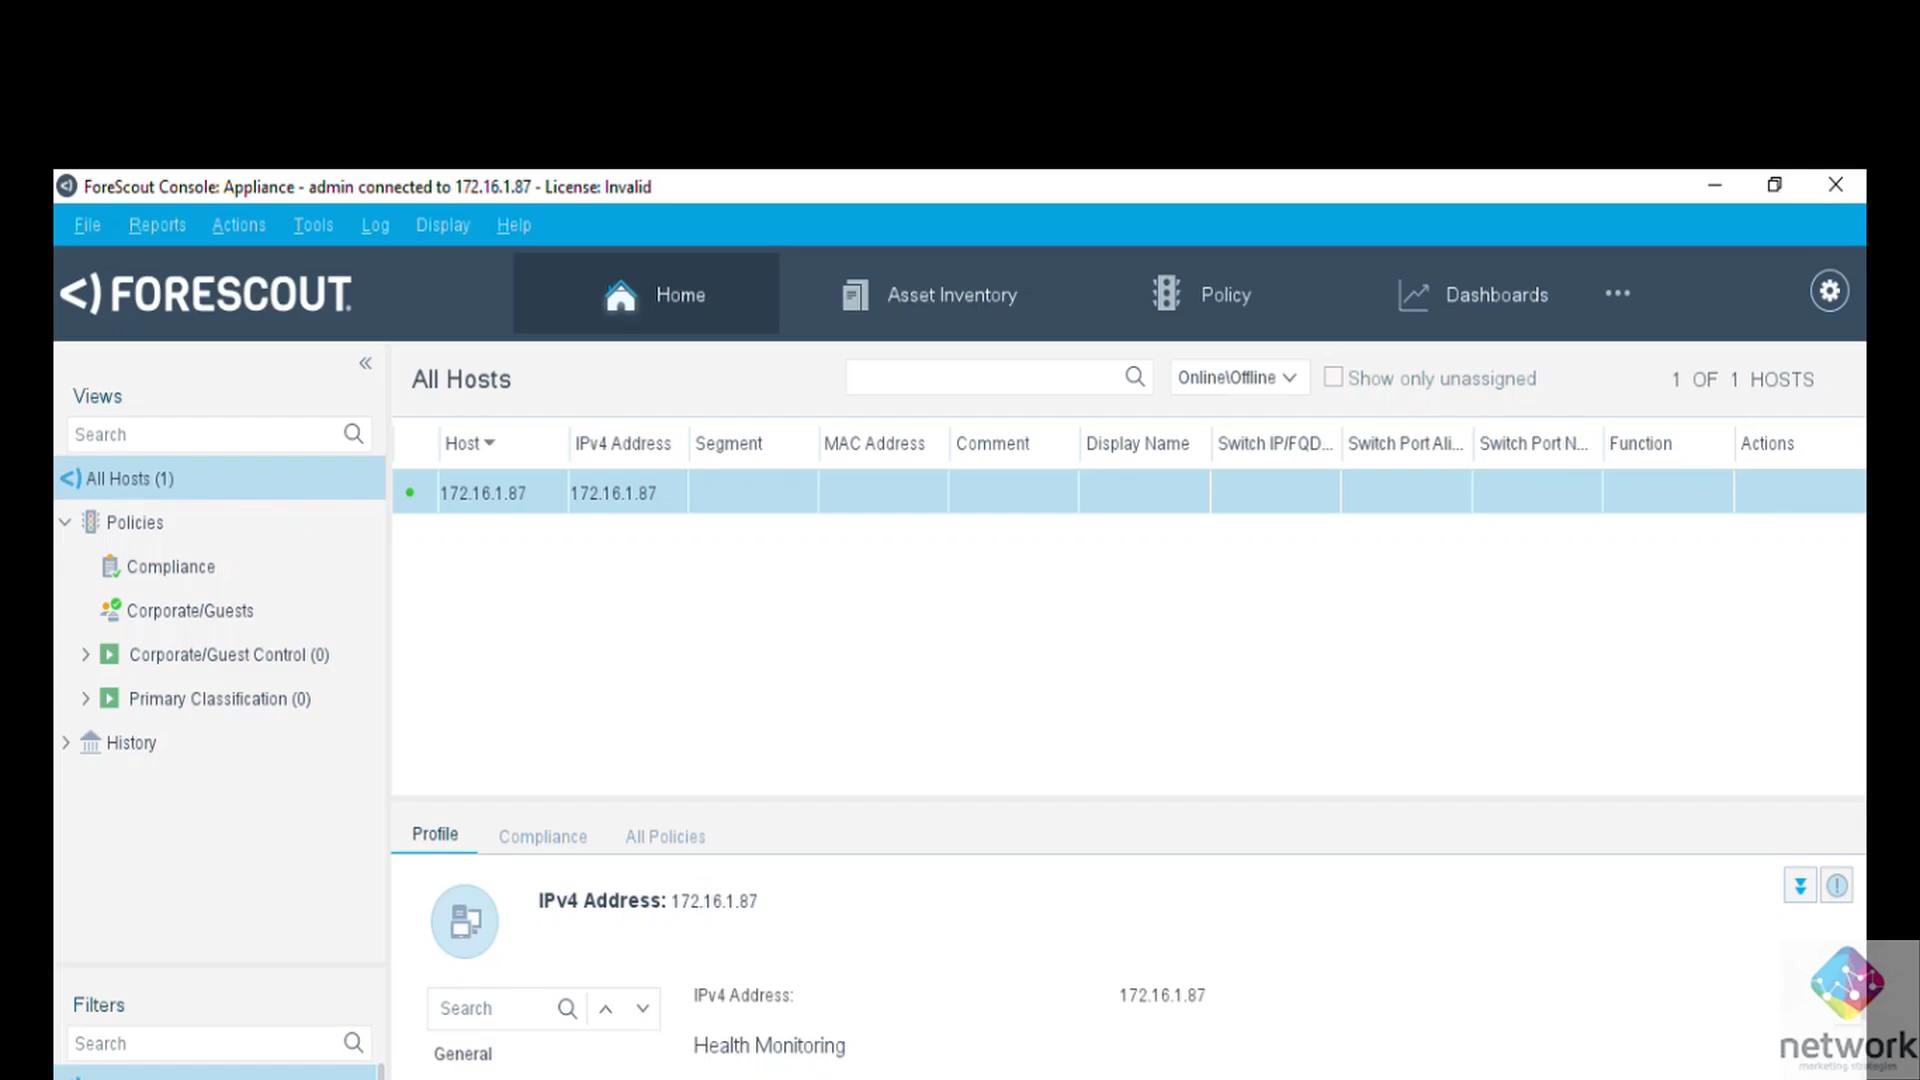 ForeScout Console: Appliance - admin connected to 172.16.1.87 - License: Invalid
File Reports Actions Tools Log Display Help
<) FORESCOUT.
Home Asset Inventory Policy Dashboards ...
Views
Search
All Hosts (1)
Policies
Compliance
Corporate/Guests
Corporate/Guest Control (0)
Primary Classification (0)
History
Filters
Search
All Hosts Online\Offline Show only unassigned 1 OF 1 HOSTS
Host IPv4 Address Segment MAC Address Comment Display Name Switch IP/FQD... Switch Port Ali... Switch Port N... Function Actions
172.16.1.87 172.16.1.87
Profile Compliance All Policies
IPv4 Address: 172.16.1.87
Search
General
IPv4 Address: 172.16.1.87
Health Monitoring
network
marketing strategies